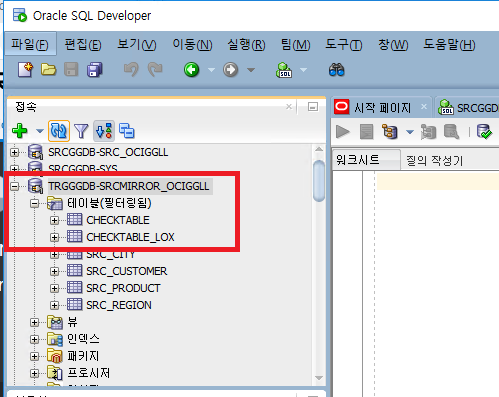 Oracle SQL Developer
파일(F) 편집(E) 보기(V) 이동(N) 실행(R) 팀(M) 도구(T) 창(W) 도움말(H)
접속
시작 페이지 SRCGGD
SRCGGDB-SRC_OCIGGLL
SRCGGDB-SYS
워크시트 질의 작성기
TRGGGDB-SRCMIRROR_OCIGGLL
테이블(필터링됨)
CHECKTABLE
CHECKTABLE_LOX
SRC_CITY
SRC_CUSTOMER
SRC_PRODUCT
SRC_REGION
뷰
인덱스
패키지
프로시저